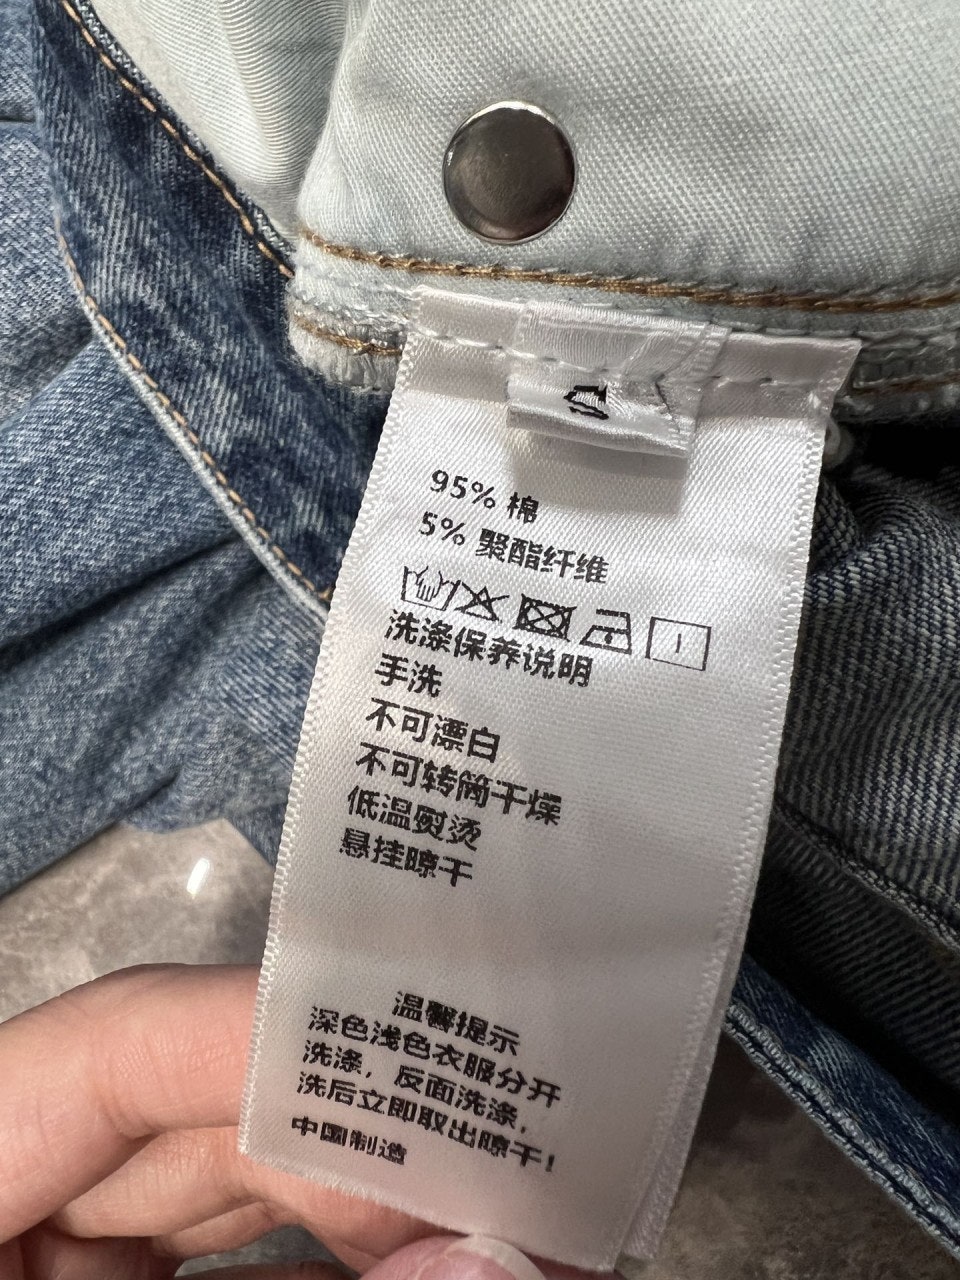 95% 棉
5% 聚酯纤维
洗涤保养说明
手洗
不可漂白
不可转筒干燥
低温熨烫
悬挂晾干
温馨提示
深色浅色衣服分开
洗涤，反面洗涤，
洗后立即取出晾干！
中國制造